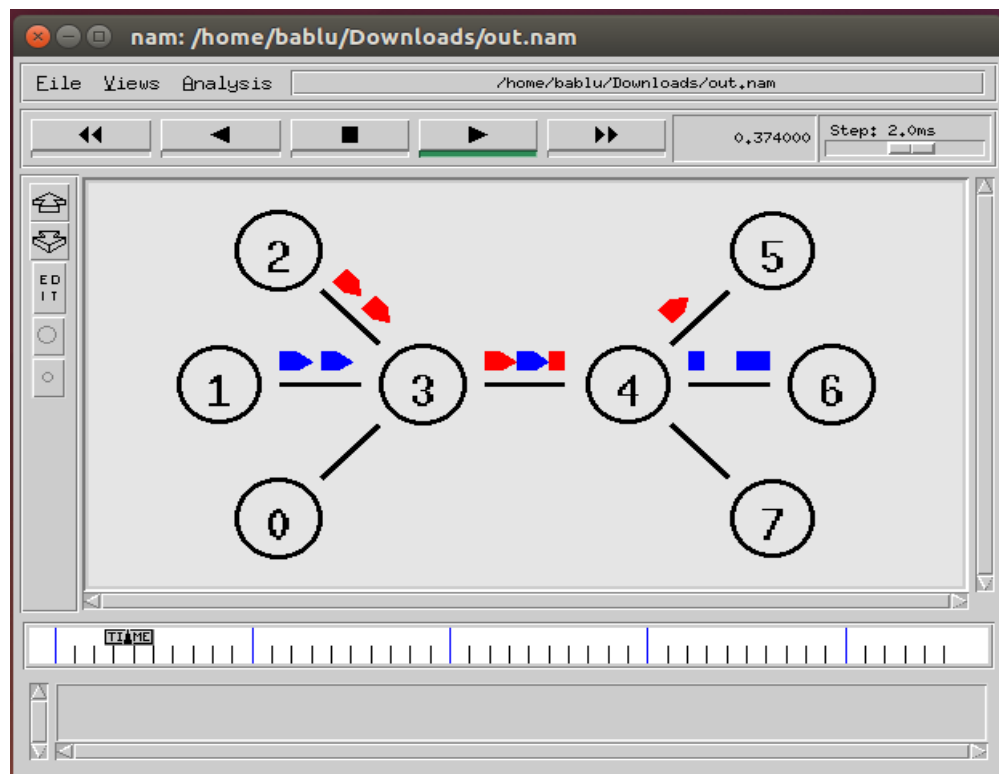 nam: /home/bablu/Downloads/out.nam
Eile Views Analysis /home/bablu/Downloads/out.nam
0.374000 Step: 2.0ms
ED
IT
2 5
1 3 4 6
0 7
TIME